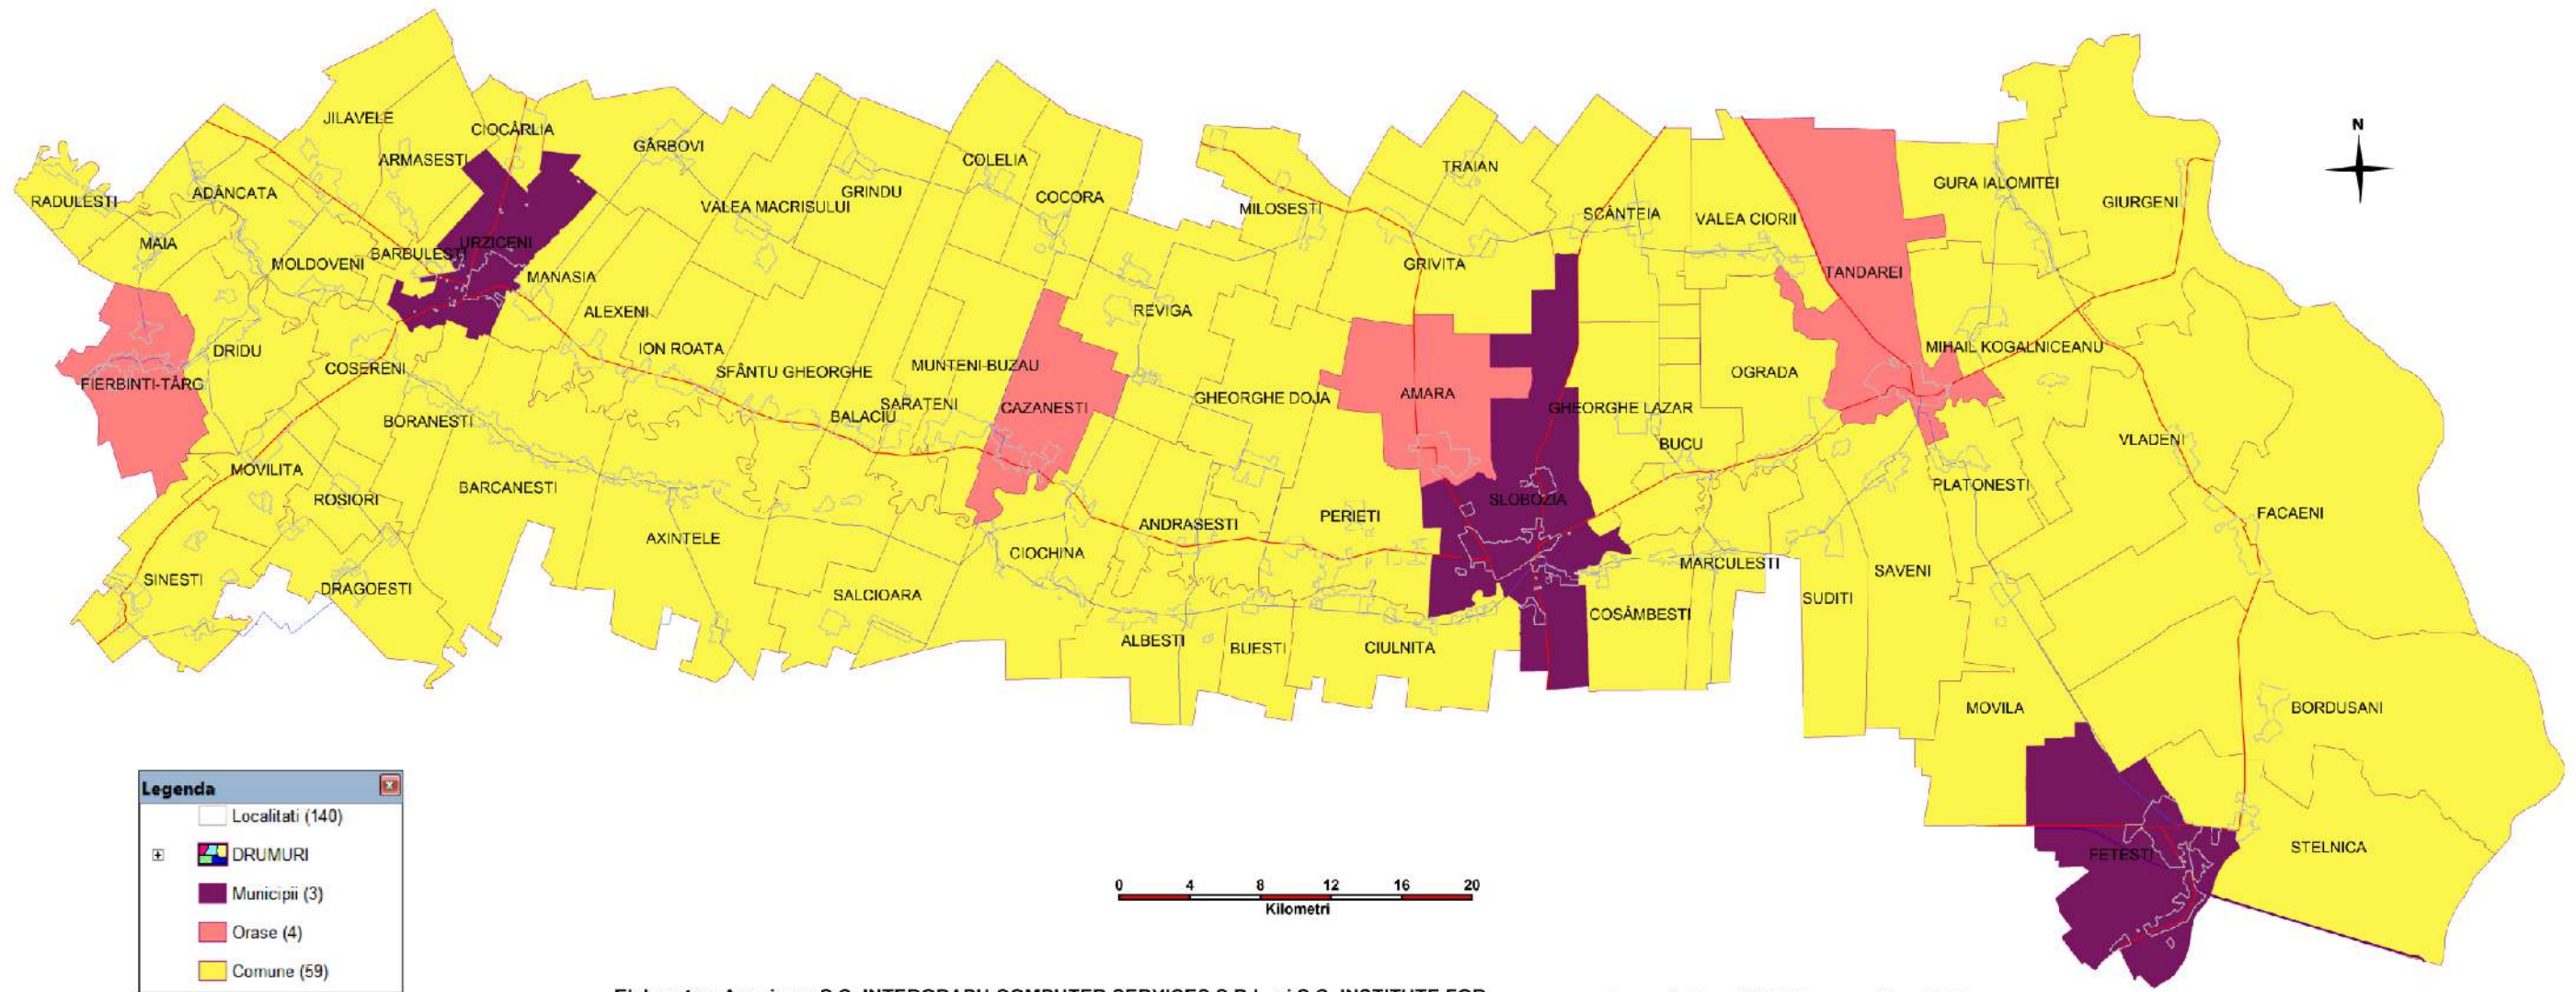 JILAVELE
CIOCÂRLIA
N
GÂRBOVI
ARMASESTI
COLELIA
TRAIAN
GURA IALOMITEI
ADÂNCATA
GRINDU
COCORA
RADULESTI
GIURGENI
VALEA MACRISULUI
MILOSESTI
SCÂNTEIA
VALEA CIORII
MAIA
URZICENI
BARBULESTI
MOLDOVENI
GRIVITA
TANDAREI
MANASIA
ALEXENI
REVIGA
ION ROATA
DRIDU
MIHAIL KOGALNICEANU
COSERENI
MUNTENI-BUZAU
SFÂNTU GHEORGHE
OGRADA
FIERBINTI-TÂRG
AMARA
GHEORGHE DOJA
SARATENI
CAZANESTI
GHEORGHE LAZAR
BALACIU
BORANESTI
VLADENI
BUCU
MOVILITA
PLATONESTI
BARCANESTI
ROSIORI
SLOBOZIA
FACAENI
PERIETI
ANDRASESTI
AXINTELE
CIOCHINA
MARCULESTI
SAVENI
SINESTI
DRAGOESTI
SALCIOARA
SUDITI
COSÂMBESTI
ALBESTI
BUESTI
CIULNITA
MOVILA
BORDUSANI
STELNICA
FETESTI
Legenda
Localitati (140)
DRUMURI
Municipii (3)
Orase (4)
Comune (59)
0 4 8 12 16 20
Kilometri